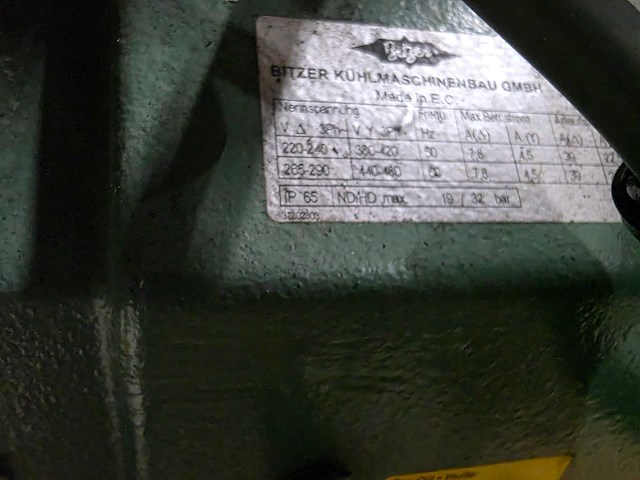 Bitzer
BITZER KÜHLMASCHINENBAU GMBH
Made in E.C.
Nennspannung Frequ. Max.Betr.strom
V Δ 3Ph V Y 3Ph Hz A(Δ) A(Y) A(Δ)
220-240 380-420 50 7,8 4,5 39
265-290 440-480 60 7,8 4,5 39
IP 65 ND/HD max. 19 32 bar